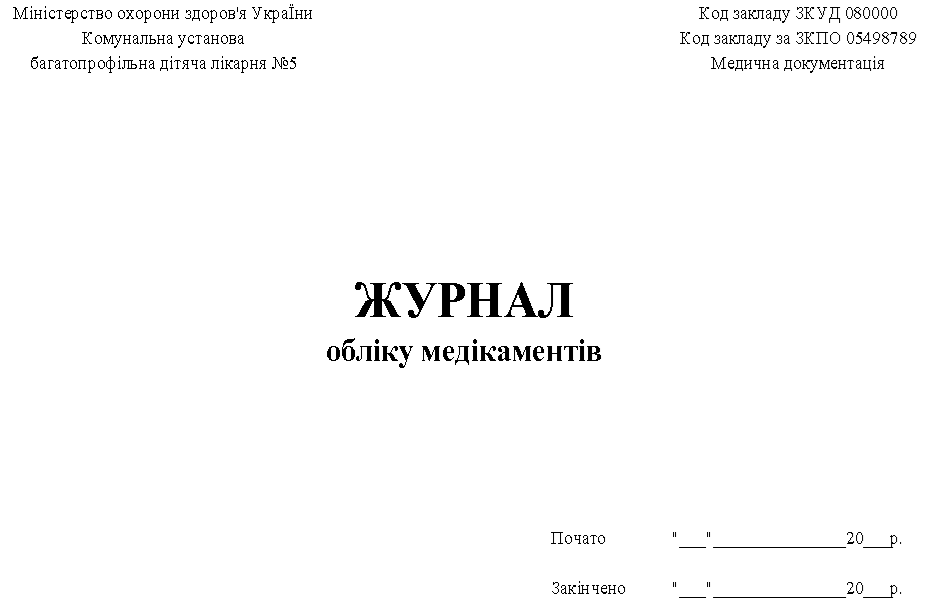 Міністерство охорони здоров'я УкраЇни
Комунальна установа
багатопрофільна дітяча лікарня №5
Код закладу ЗКУД 080000
Код закладу за ЗКПО 05498789
Медична документація
ЖУРНАЛ
обліку медікаментів
Почато "___"_______________20___р.
Закінчено "___"_______________20___р.